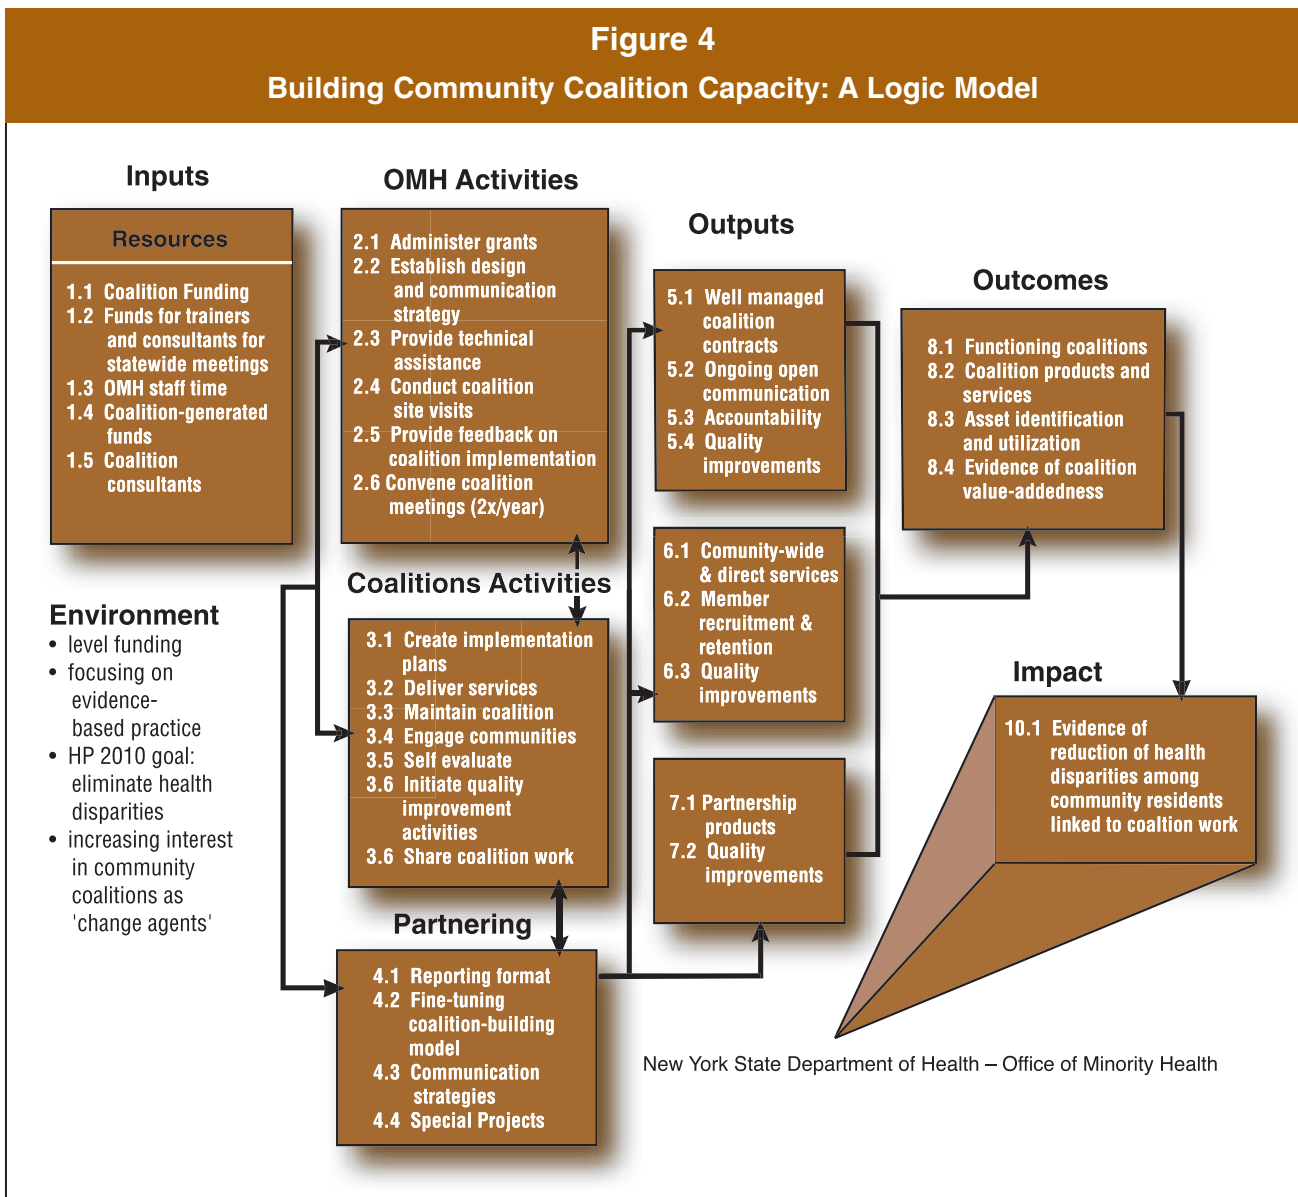 Figure 4
Building Community Coalition Capacity: A Logic Model
Inputs
Resources
1.1 Coalition Funding
1.2 Funds for trainers
and consultants for
statewide meetings
1.3 OMH staff time
1.4 Coalition-generated
funds
1.5 Coalition
consultants
Environment
• level funding
• focusing on
evidence-
based practice
• HP 2010 goal:
eliminate health
disparities
• increasing interest
in community
coalitions as
'change agents'
OMH Activities
2.1 Administer grants
2.2 Establish design
and communication
strategy
2.3 Provide technical
assistance
2.4 Conduct coalition
site visits
2.5 Provide feedback on
coalition implementation
2.6 Convene coalition
meetings (2x/year)
Coalitions Activities
3.1 Create implementation
plans
3.2 Deliver services
3.3 Maintain coalition
3.4 Engage communities
3.5 Self evaluate
3.6 Initiate quality
improvement
activities
3.6 Share coalition work
Partnering
4.1 Reporting format
4.2 Fine-tuning
coalition-building
model
4.3 Communication
strategies
4.4 Special Projects
Outputs
5.1 Well managed
coalition
contracts
5.2 Ongoing open
communication
5.3 Accountability
5.4 Quality
improvements
6.1 Comunity-wide
& direct services
6.2 Member
recruitment &
retention
6.3 Quality
improvements
7.1 Partnership
products
7.2 Quality
improvements
Outcomes
8.1 Functioning coalitions
8.2 Coalition products and
services
8.3 Asset identification
and utilization
8.4 Evidence of coalition
value-addedness
Impact
10.1 Evidence of
reduction of health
disparities among
community residents
linked to coaltion work
New York State Department of Health – Office of Minority Health